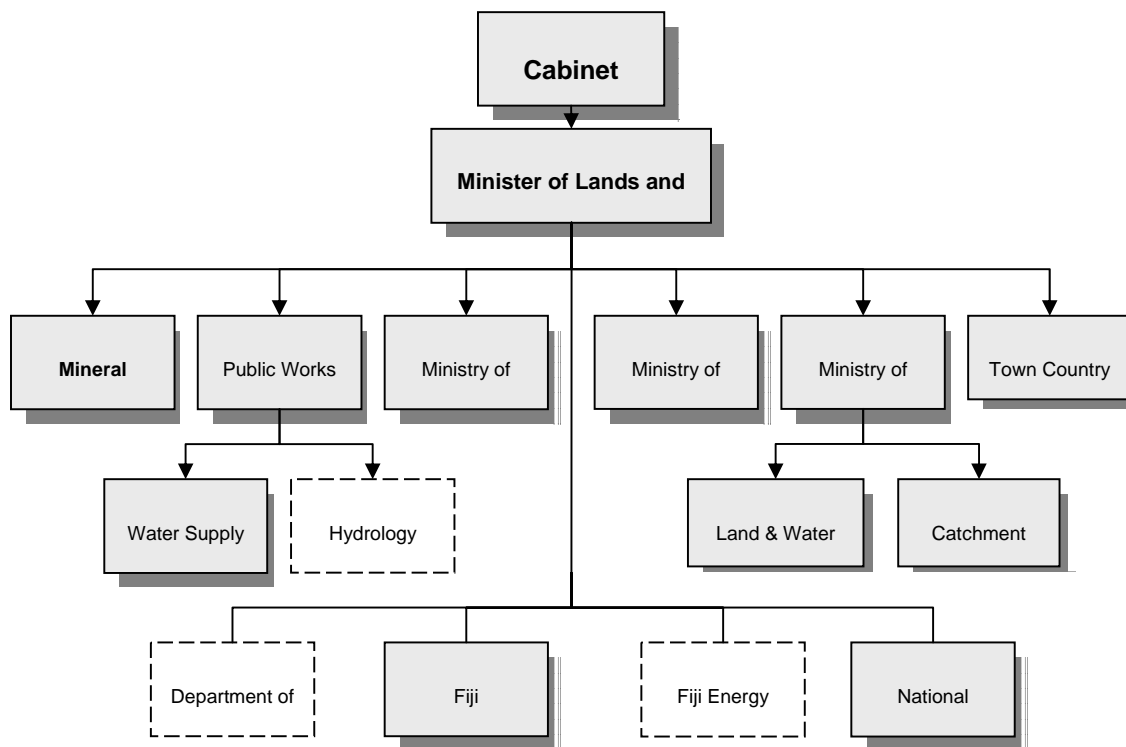 Cabinet
Minister of Lands and
Mineral
Public Works
Ministry of
Ministry of
Ministry of
Town Country
Water Supply
Hydrology
Land & Water
Catchment
Department of
Fiji
Fiji Energy
National